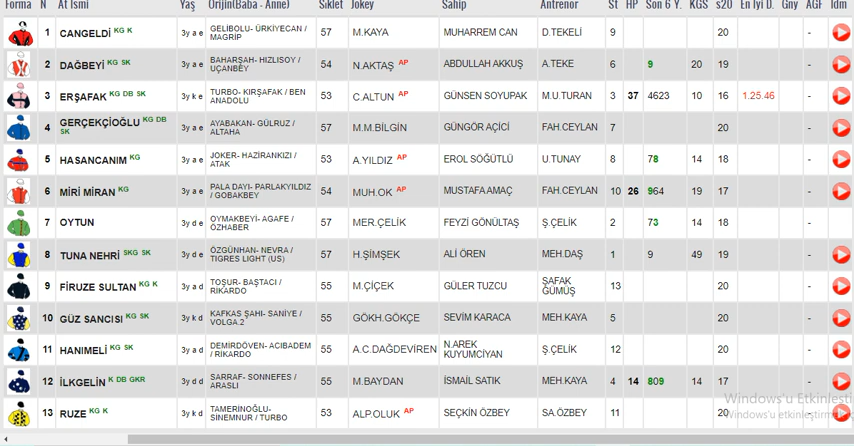 Forma N At İsmi Yaş Orijin(Baba - Anne) Sıklet Jokey Sahip Antrenör St HP Son 6 Y. KGS s20 En İyi D. Gny AGF İdm
1 CANGELDİ KG K 3y a e GELİBOLU- ÜRKİYECAN / MAGRİP 57 M.KAYA MUHARREM CAN D.TEKELİ 9 20 -
2 DAĞBEYİ KG SK 3y a e BAHARŞAH- HIZLISOY / UÇANBEY 54 N.AKTAŞ AP ABDULLAH AKKUŞ A.TEKE 6 9 20 19 -
3 ERŞAFAK KG DB SK 3y k e TURBO- KIRŞAFAK / BEN ANADOLU 53 C.ALTUN AP GÜNSEN SOYUPAK M.U.TURAN 3 37 4623 10 16 1.25.46 -
4 GERÇEKÇİOĞLU KG DB SK 3y a e AYABAKAN- GÜLRUZ / ALTAHA 57 M.M.BİLGİN GÜNGÖR AÇİCİ FAH.CEYLAN 7 20 -
5 HASANCANIM KG 3y a e JOKER- HAZİRANKIZI / ATAK 53 A.YILDIZ AP EROL SÖĞÜTLÜ U.TUNAY 8 78 14 18 -
6 MİRİ MİRAN KG 3y a e PALA DAYI- PARLAKYILDIZ / GOBAKBEY 54 MUH.OK AP MUSTAFA AMAÇ FAH.CEYLAN 10 26 964 19 17 -
7 OYTUN 3y d e OYMAKBEYİ- AGAFE / ÖZHABER 57 MER.ÇELİK FEYZİ GÖNÜLTAŞ Ş.ÇELİK 2 73 14 18 -
8 TUNA NEHRİ SKG SK 3y d e ÖZGÜNHAN- NEVRA / TIGRES LIGHT (US) 57 H.ŞİMŞEK ALİ ÖREN MEH.DAŞ 1 9 49 19 -
9 FİRUZE SULTAN KG K 3y a d TOŞUR- BAŞTACI / RIKARDO 55 M.ÇİÇEK GÜLER TUZCU ŞAFAK GÜMÜŞ 13 20 -
10 GÜZ SANCISI KG SK 3y k d KAFKAS ŞAHI- SANİYE / VOLGA.2 55 GÖKH.GÖKÇE SEVİM KARACA MEH.KAYA 5 20 -
11 HANIMELİ KG SK 3y a d DEMİRDÖVEN- ACIBADEM / RIKARDO 55 A.C.DAĞDEVİREN N.AREK KUYUMCİYAN Ş.ÇELİK 12 20 -
12 İLKGELİN K DB GKR 3y d d SARRAF- SONNEFES / ARASLI 55 M.BAYDAN İSMAİL SATIK MEH.KAYA 4 14 809 14 17 -
13 RUZE KG K 3y k d TAMERİNOĞLU- SİNEMNUR / TURBO 53 ALP.OLUK AP SEÇKİN ÖZBEY SA.ÖZBEY 11 20 -
Windows'u Etkinleşti
Windows'u etkinleştirme